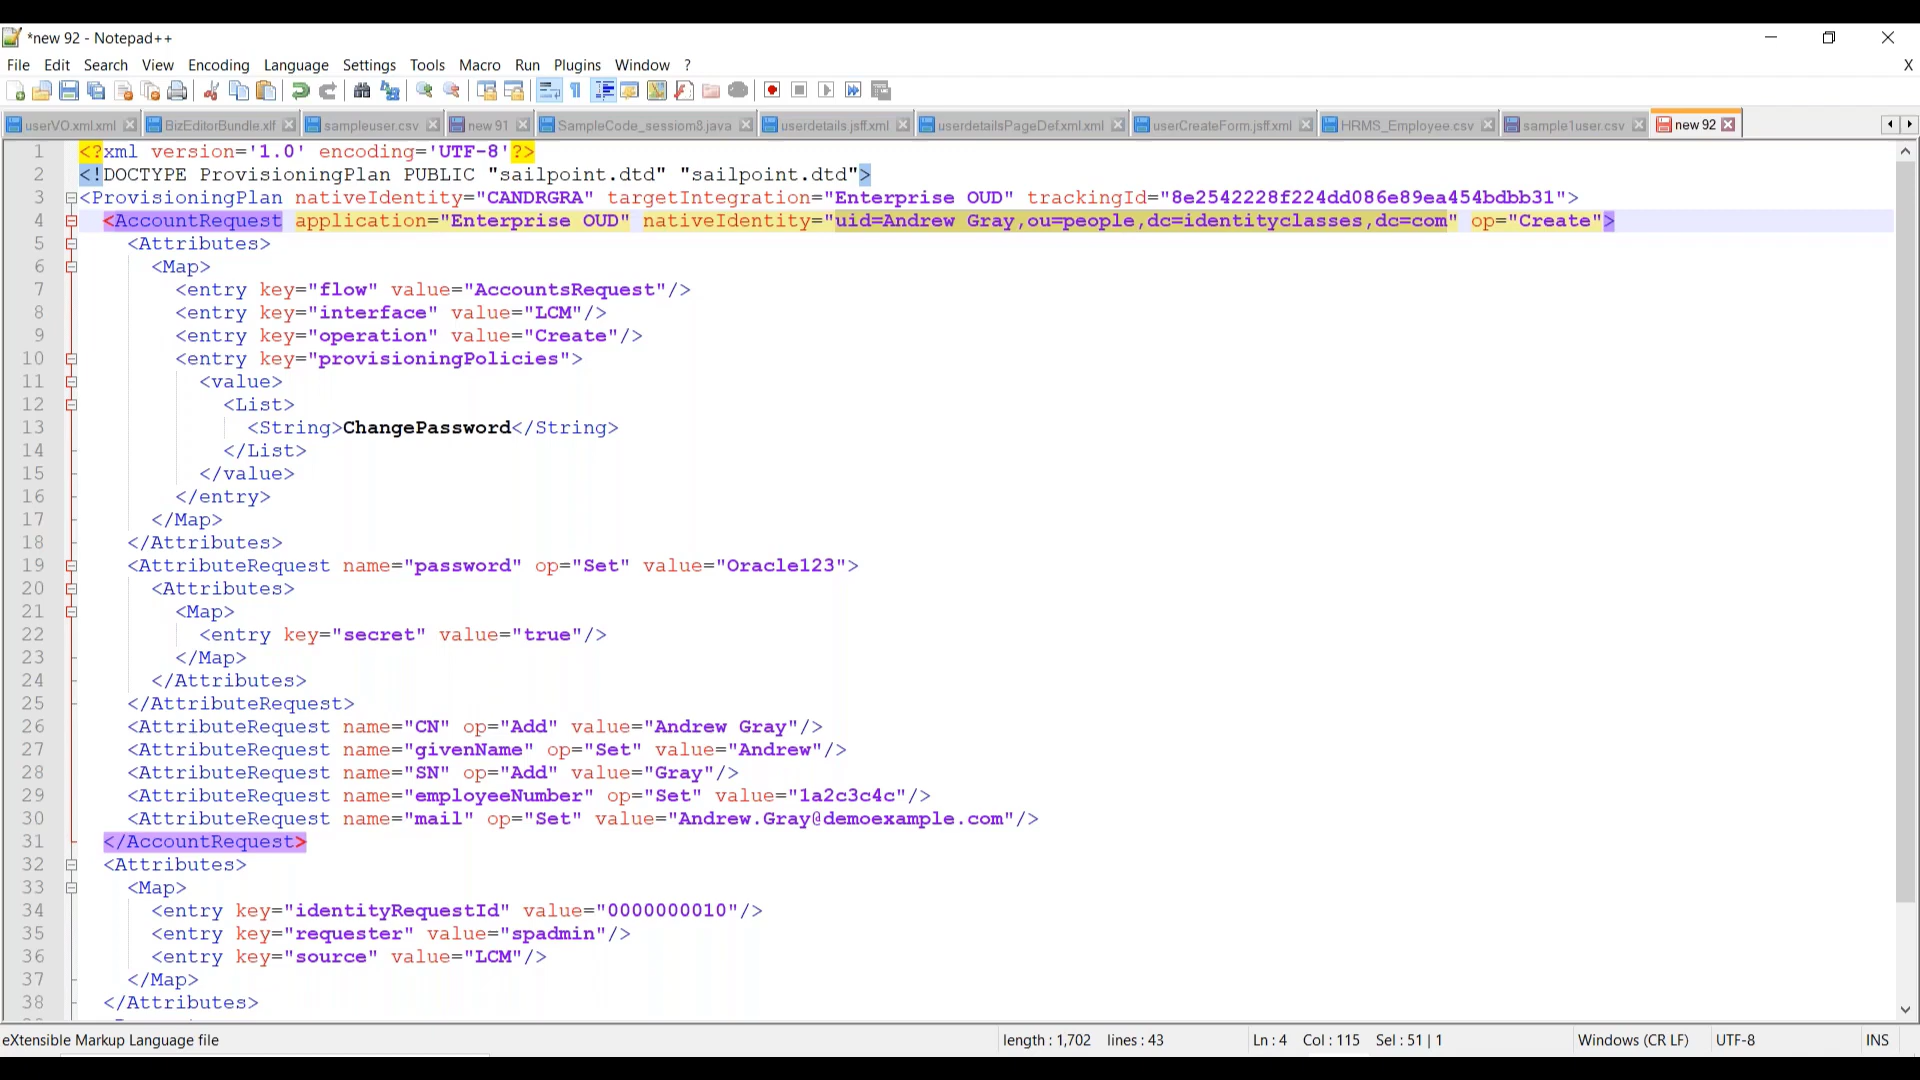 *new 92 - Notepad++
File Edit Search View Encoding Language Settings Tools Macro Run Plugins Window ? X
userVO.xml.xml BizEditorBundle.xlf sampleuser.csv new 91 SampleCode_sessiom8.java userdetails.jsff.xml userdetailsPageDef.xml.xml userCreateForm.jsff.xml HRMS_Employee.csv sample1user.csv new 92
1 <?xml version='1.0' encoding='UTF-8'?>
2 <!DOCTYPE ProvisioningPlan PUBLIC "sailpoint.dtd" "sailpoint.dtd">
3 <ProvisioningPlan nativeIdentity="CANDRGRA" targetIntegration="Enterprise OUD" trackingId="8e2542228f224dd086e89ea454bdbb31">
4 <AccountRequest application="Enterprise OUD" nativeIdentity="uid=Andrew Gray,ou=people,dc=identityclasses,dc=com" op="Create">
5 <Attributes>
6 <Map>
7 <entry key="flow" value="AccountsRequest"/>
8 <entry key="interface" value="LCM"/>
9 <entry key="operation" value="Create"/>
10 <entry key="provisioningPolicies">
11 <value>
12 <List>
13 <String>ChangePassword</String>
14 </List>
15 </value>
16 </entry>
17 </Map>
18 </Attributes>
19 <AttributeRequest name="password" op="Set" value="Oracle123">
20 <Attributes>
21 <Map>
22 <entry key="secret" value="true"/>
23 </Map>
24 </Attributes>
25 </AttributeRequest>
26 <AttributeRequest name="CN" op="Add" value="Andrew Gray"/>
27 <AttributeRequest name="givenName" op="Set" value="Andrew"/>
28 <AttributeRequest name="SN" op="Add" value="Gray"/>
29 <AttributeRequest name="employeeNumber" op="Set" value="1a2c3c4c"/>
30 <AttributeRequest name="mail" op="Set" value="Andrew.Gray@demoexample.com"/>
31 </AccountRequest>
32 <Attributes>
33 <Map>
34 <entry key="identityRequestId" value="0000000010"/>
35 <entry key="requester" value="spadmin"/>
36 <entry key="source" value="LCM"/>
37 </Map>
38 </Attributes>
eXtensible Markup Language file length : 1,702 lines : 43 Ln : 4 Col : 115 Sel : 51 | 1 Windows (CR LF) UTF-8 INS